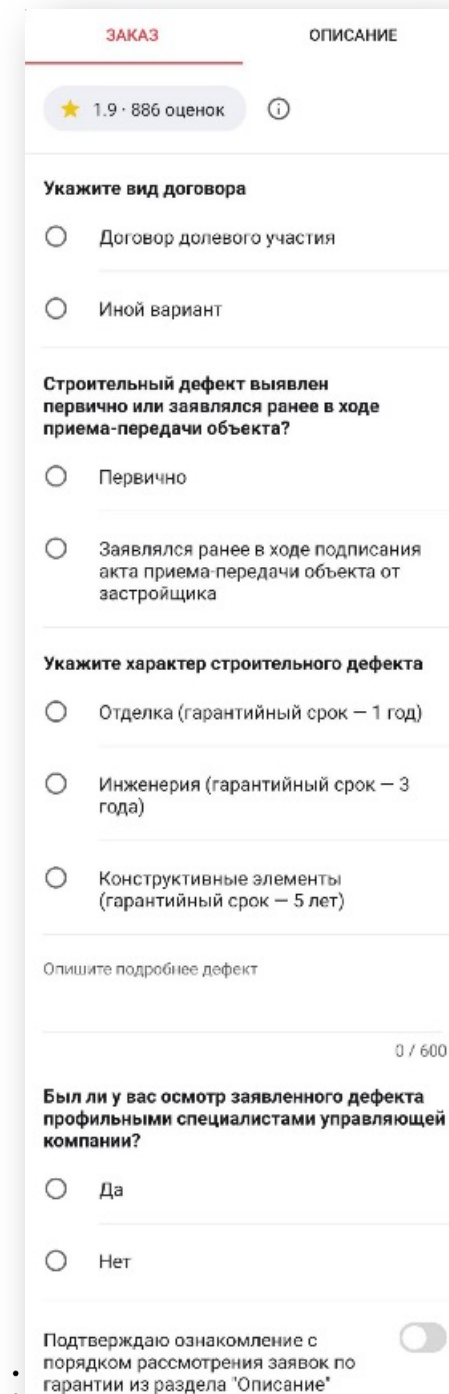 ЗАКАЗ ОПИСАНИЕ
1.9 · 886 оценок
Укажите вид договора
Договор долевого участия
Иной вариант
Строительный дефект выявлен
первично или заявлялся ранее в ходе
приема-передачи объекта?
Первично
Заявлялся ранее в ходе подписания
акта приема-передачи объекта от
застройщика
Укажите характер строительного дефекта
Отделка (гарантийный срок — 1 год)
Инженерия (гарантийный срок — 3
года)
Конструктивные элементы
(гарантийный срок — 5 лет)
Опишите подробнее дефект
0 / 600
Был ли у вас осмотр заявленного дефекта
профильными специалистами управляющей
компании?
Да
Нет
Подтверждаю ознакомление с
порядком рассмотрения заявок по
гарантии из раздела "Описание"